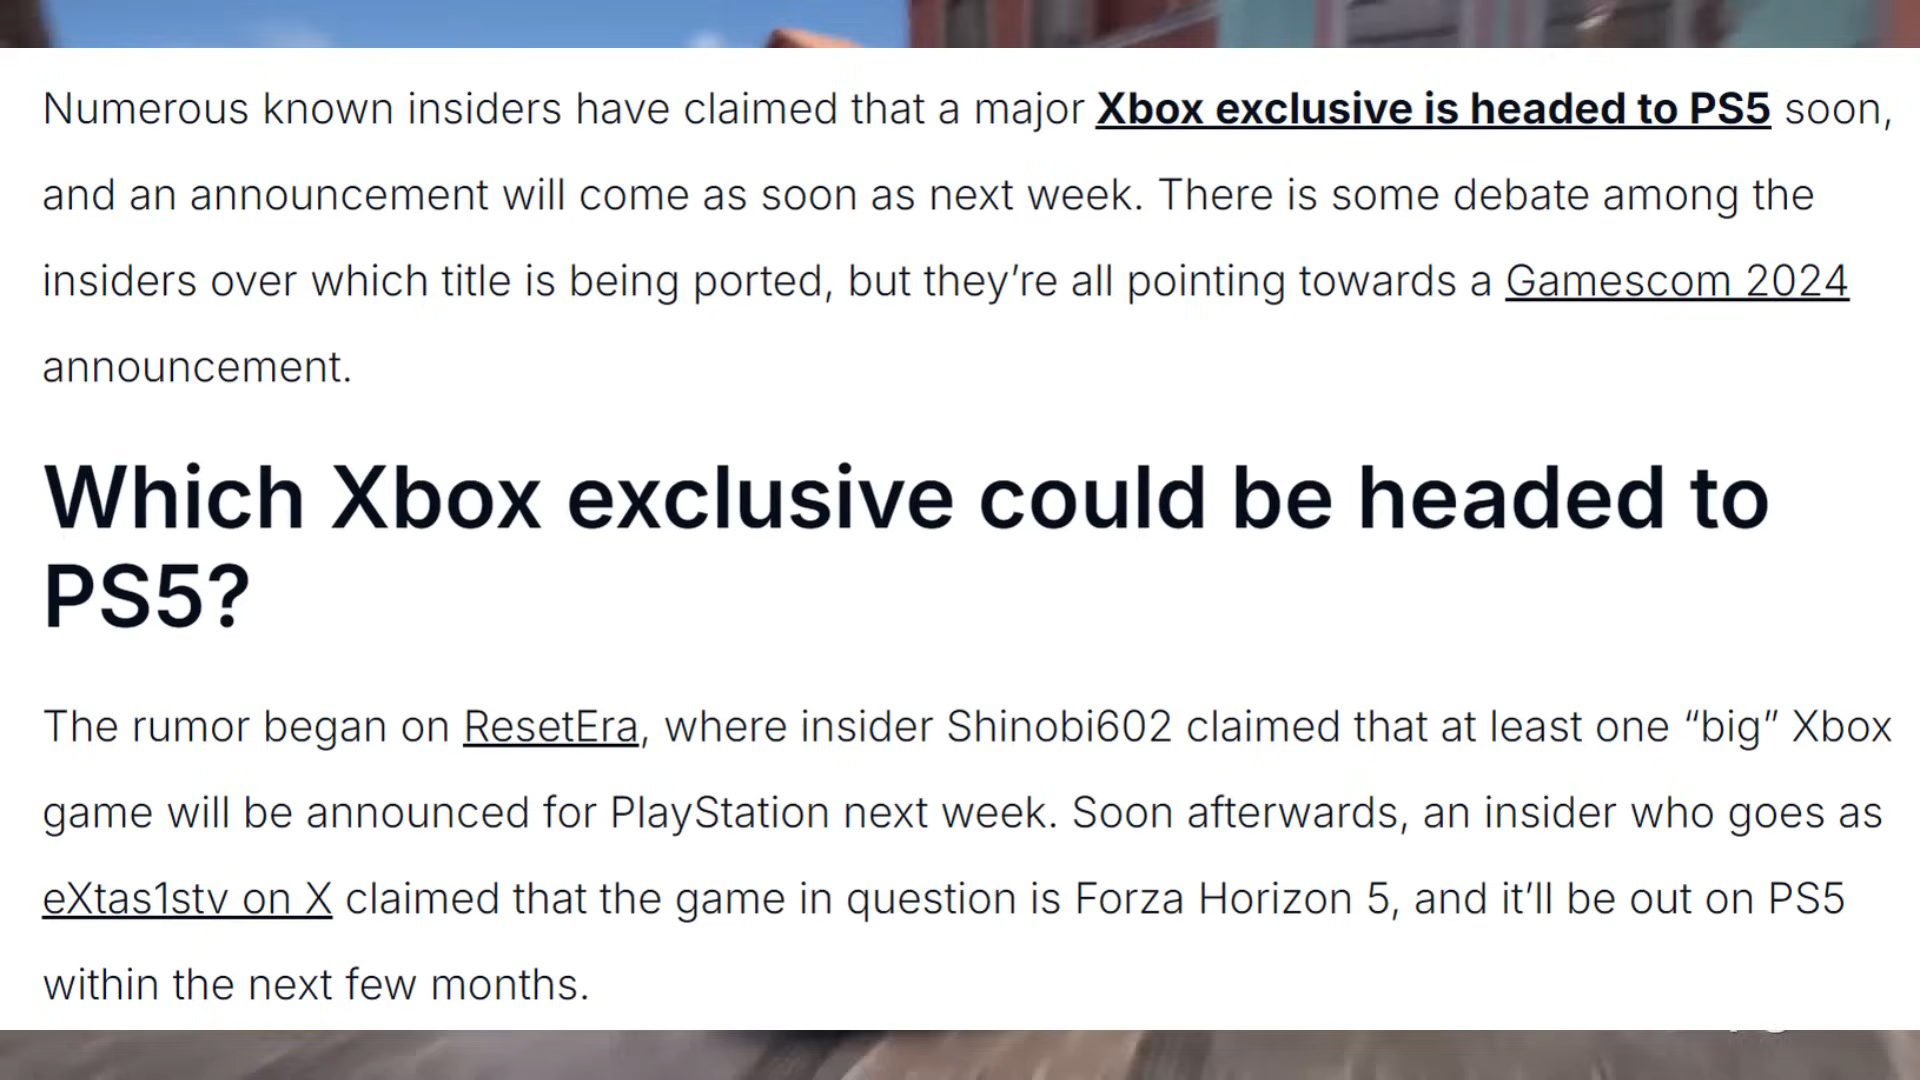 Numerous known insiders have claimed that a major Xbox exclusive is headed to PS5 soon,
and an announcement will come as soon as next week. There is some debate among the
insiders over which title is being ported, but they’re all pointing towards a Gamescom 2024
announcement.
Which Xbox exclusive could be headed to
PS5?
The rumor began on ResetEra, where insider Shinobi602 claimed that at least one “big” Xbox
game will be announced for PlayStation next week. Soon afterwards, an insider who goes as
eXtas1stv on X claimed that the game in question is Forza Horizon 5, and it’ll be out on PS5
within the next few months.